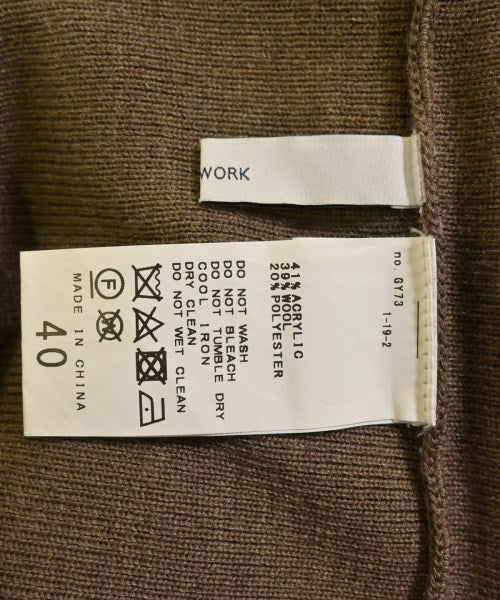 WORK
no. GY73
1-19-2
41% ACRYLIC
39% WOOL
20% POLYESTER
DO NOT WASH
DO NOT BLEACH
DO NOT TUMBLE DRY
COOL IRON
DRY CLEAN
DO NOT WET CLEAN
F
W
MADE IN CHINA
40